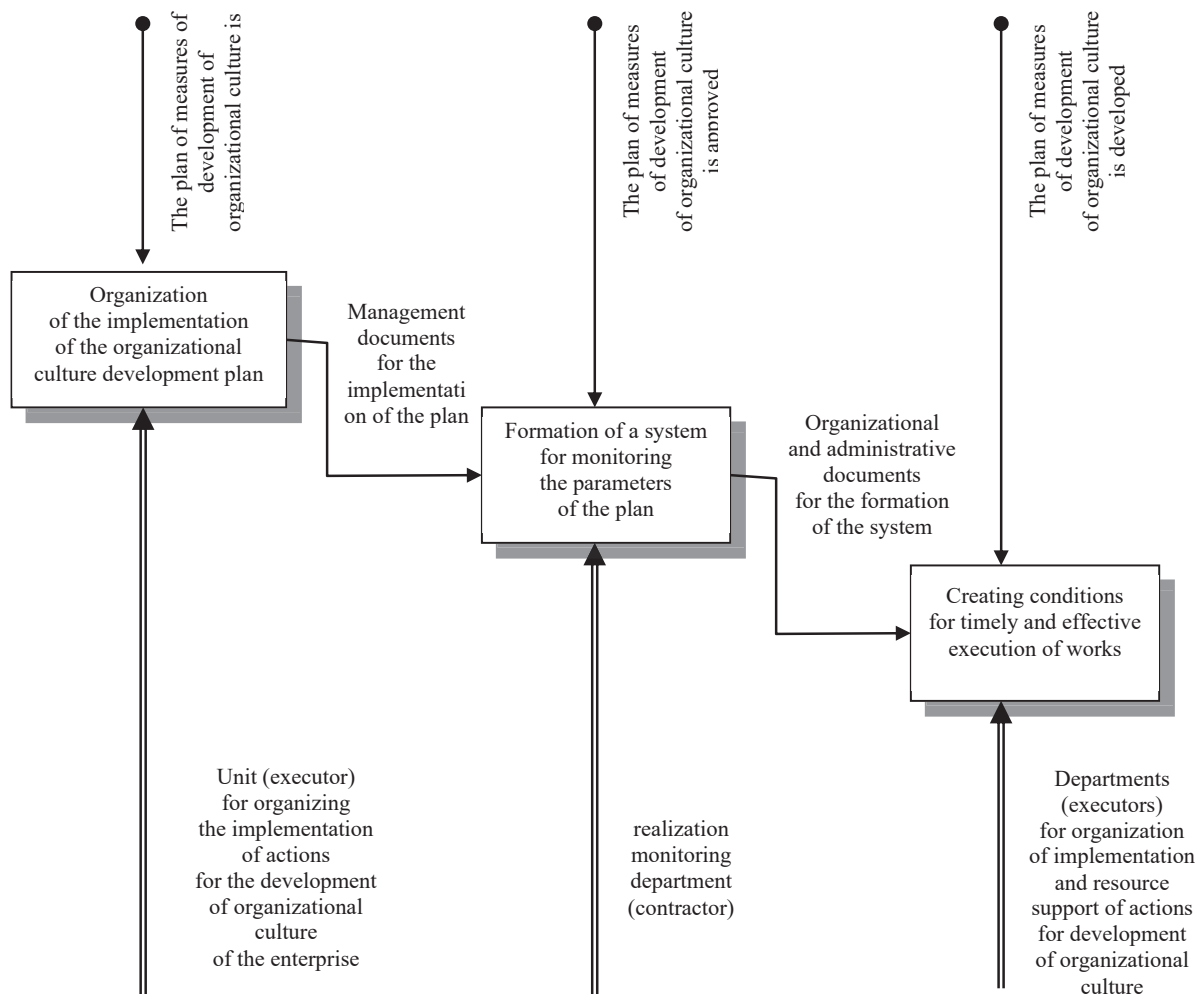 The plan of measures of
development of
organizational culture is
The plan of measures
of development
of organizational culture
is approved
The plan of measures
of development
of organizational culture
is developed
Organization
of the implementation
of the organizational
culture development plan
Management
documents
for the
implementati
on of the plan
Formation of a system
for monitoring
the parameters
of the plan
Organizational
and administrative
documents
for the formation
of the system
Creating conditions
for timely and effective
execution of works
Unit (executor)
for organizing
the implementation
of actions
for the development
of organizational
culture
of the enterprise
realization
monitoring
department
(contractor)
Departments
(executors)
for organization
of implementation
and resource
support of actions
for development
of organizational
culture